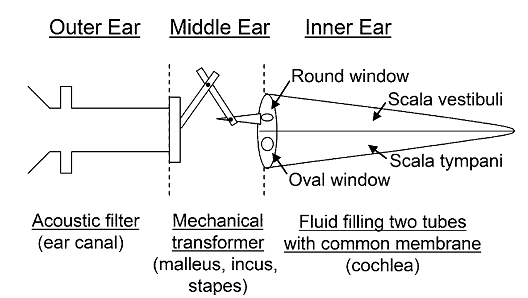 Outer Ear
Middle Ear
Inner Ear
Round window
Scala vestibuli
Scala tympani
Oval window
Acoustic filter
(ear canal)
Mechanical
transformer
(malleus, incus,
stapes)
Fluid filling two tubes
with common membrane
(cochlea)